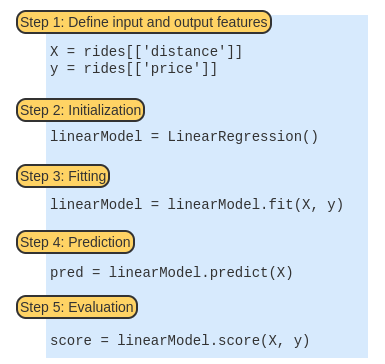 Step 1: Define input and output features
X = rides[['distance']]
y = rides[['price']]
Step 2: Initialization
linearModel = LinearRegression()
Step 3: Fitting
linearModel = linearModel.fit(X, y)
Step 4: Prediction
pred = linearModel.predict(X)
Step 5: Evaluation
score = linearModel.score(X, y)